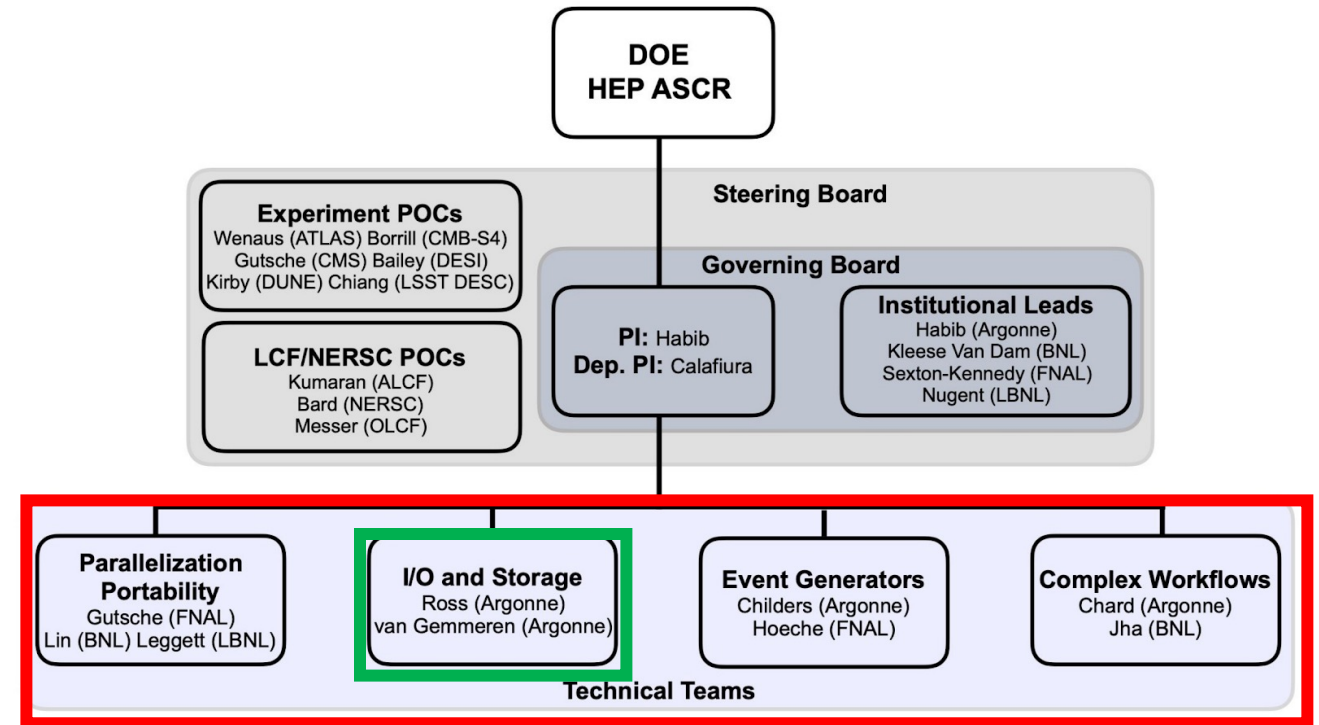 DOE
HEP ASCR
Steering Board
Experiment POCs
Wenaus (ATLAS) Borrill (CMB-S4)
Gutsche (CMS) Bailey (DESI)
Kirby (DUNE) Chiang (LSST DESC)
LCF/NERSC POCs
Kumaran (ALCF)
Bard (NERSC)
Messer (OLCF)
Governing Board
PI: Habib
Dep. PI: Calafiura
Institutional Leads
Habib (Argonne)
Kleese Van Dam (BNL)
Sexton-Kennedy (FNAL)
Nugent (LBNL)
Parallelization
Portability
Gutsche (FNAL)
Lin (BNL) Leggett (LBNL)
I/O and Storage
Ross (Argonne)
van Gemmeren (Argonne)
Event Generators
Childers (Argonne)
Hoeche (FNAL)
Complex Workflows
Chard (Argonne)
Jha (BNL)
Technical Teams